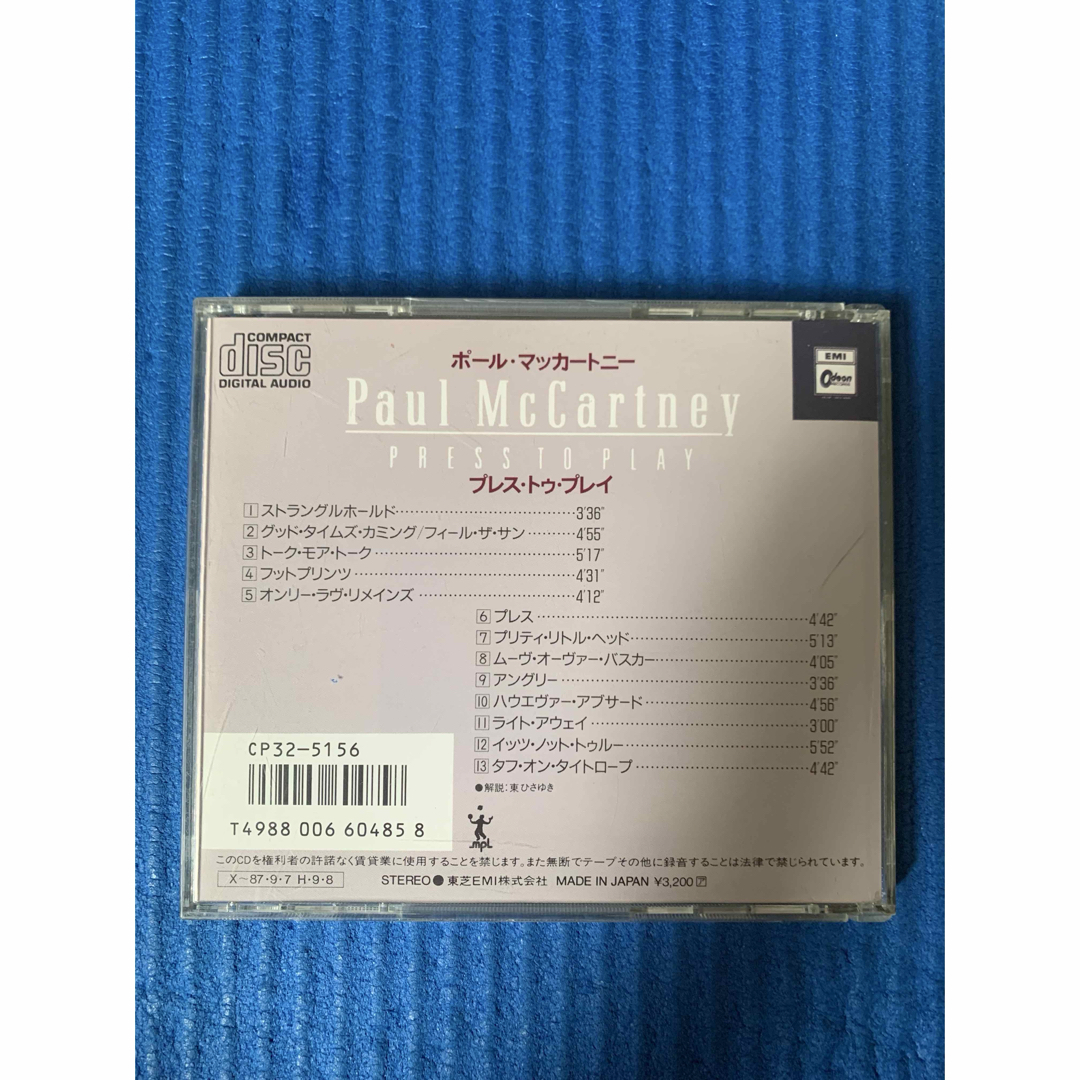 COMPACT
disc
DIGITAL AUDIO
ポール・マッカートニー
Paul McCartney
PRESS TO PLAY
プレス・トゥ・プレイ
EMI
Odeon
1 ストラングルホールド 3'36"
2 グッド・タイムズ・カミング/フィール・ザ・サン 4'55"
3 トーク・モア・トーク 5'17"
4 フットプリンツ 4'31"
5 オンリー・ラヴ・リメインズ 4'12"
6 プレス 4'42"
7 プリティ・リトル・ヘッド 5'13"
8 ムーヴ・オーヴァー・バスカー 4'05"
9 アングリー 3'36"
10 ハウエヴァー・アブサード 4'56"
11 ライト・アウェイ 3'00"
12 イッツ・ノット・トゥルー 5'52"
13 タフ・オン・タイトロープ 4'42"
●解説：東ひさゆき
CP32-5156
T4988 006 60485 8
mpl
このCDを権利者の許諾なく賃貸業に使用することを禁じます。また無断でテープその他に録音することは法律で禁じられています。
X〜87・9・7 H・9・8
STEREO● 東芝EMI株式会社 MADE IN JAPAN ¥3,200 ア